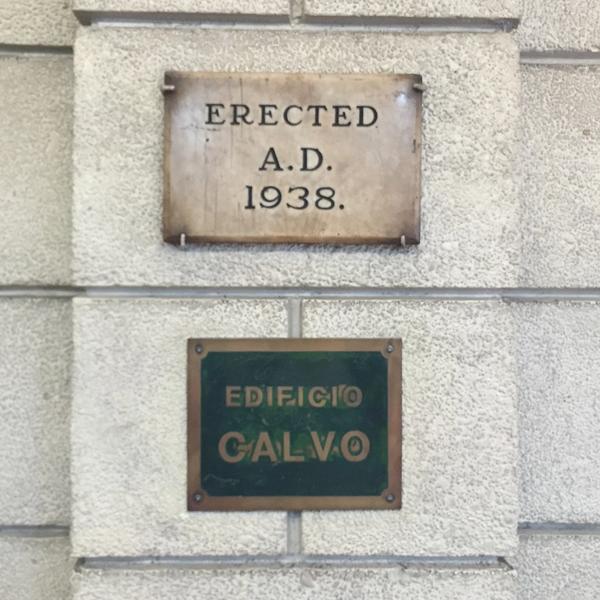 ERECTED
A.D.
1938.
EDIFICIO
CALVO